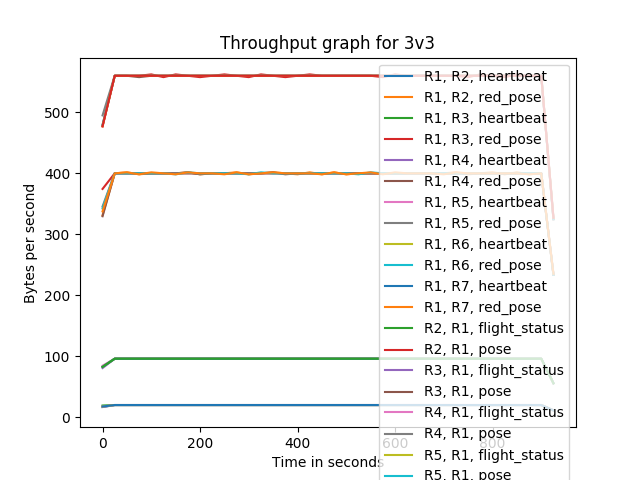 Throughput graph for 3v3
Bytes per second
500
400
300
200
100
0
0
200
400
600
800
Time in seconds
R1, R2, heartbeat
R1, R2, red_pose
R1, R3, heartbeat
R1, R3, red_pose
R1, R4, heartbeat
R1, R4, red_pose
R1, R5, heartbeat
R1, R5, red_pose
R1, R6, heartbeat
R1, R6, red_pose
R1, R7, heartbeat
R1, R7, red_pose
R2, R1, flight_status
R2, R1, pose
R3, R1, flight_status
R3, R1, pose
R4, R1, flight_status
R4, R1, pose
R5, R1, flight_status
R5, R1, pose